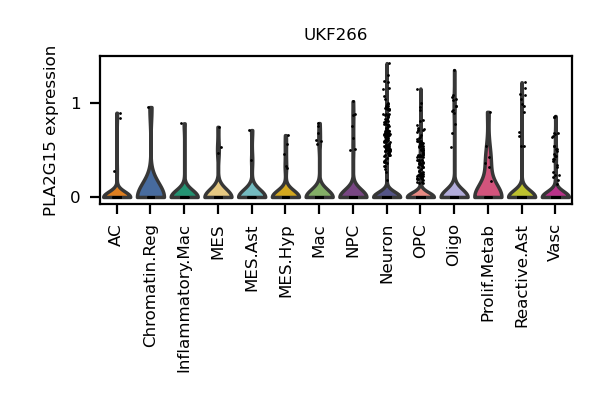 UKF266
PLA2G15 expression
1
0
AC
Chromatin.Reg
Inflammatory.Mac
MES
MES.Ast
MES.Hyp
Mac
NPC
Neuron
OPC
Oligo
Prolif.Metab
Reactive.Ast
Vasc